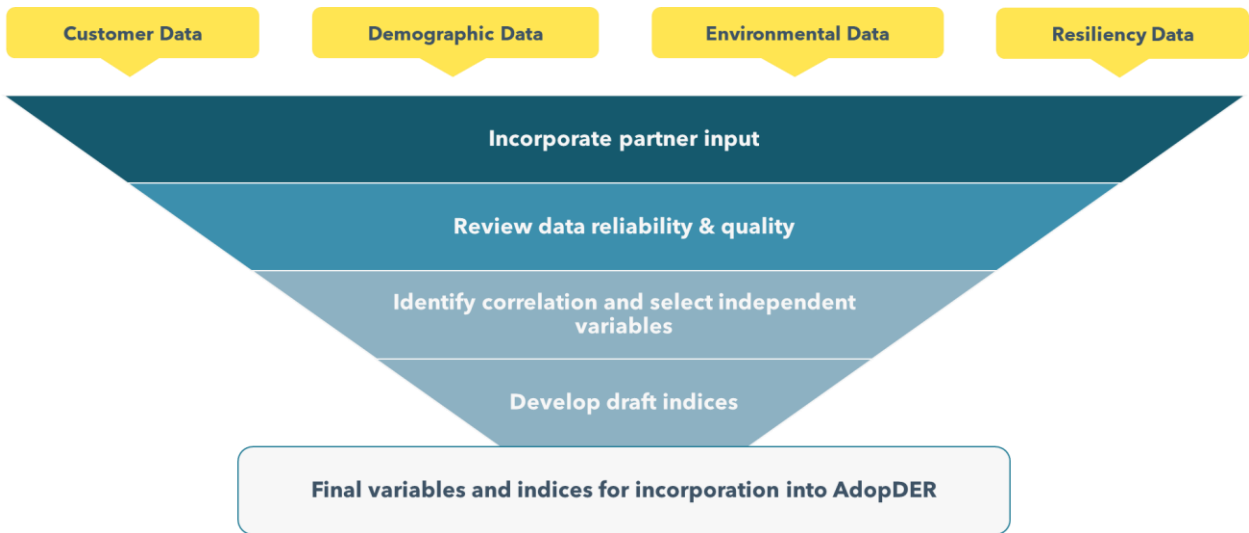 Customer Data
Demographic Data
Environmental Data
Resiliency Data
Incorporate partner input
Review data reliability & quality
Identify correlation and select independent
variables
Develop draft indices
Final variables and indices for incorporation into AdopDER